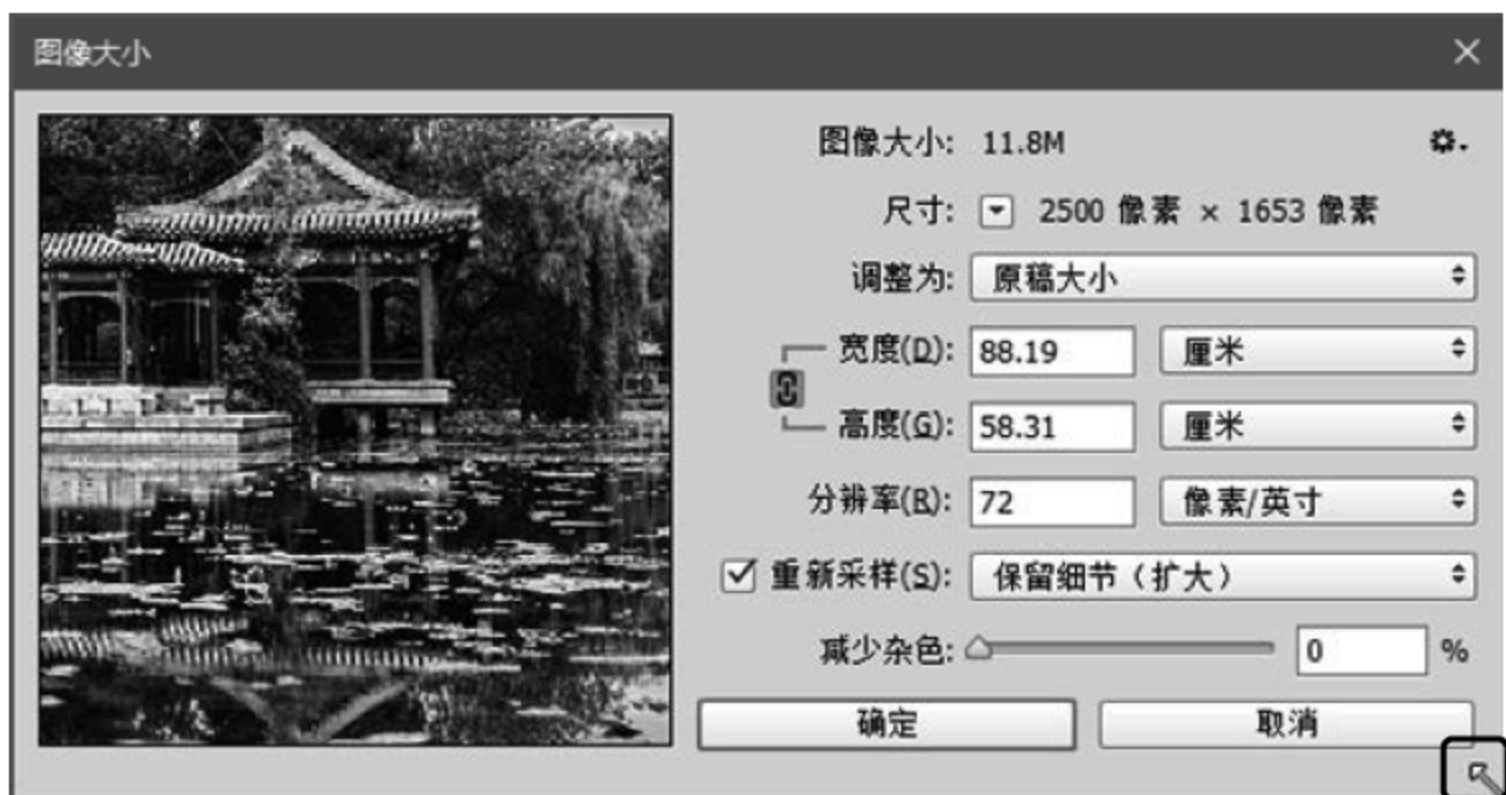 图像大小
图像大小: 11.8M
尺寸: 2500 像素 × 1653 像素
调整为: 原稿大小
宽度(D): 88.19 厘米
高度(G): 58.31 厘米
分辨率(R): 72 像素/英寸
重新采样(S): 保留细节（扩大）
减少杂色: 0 %
确定 取消